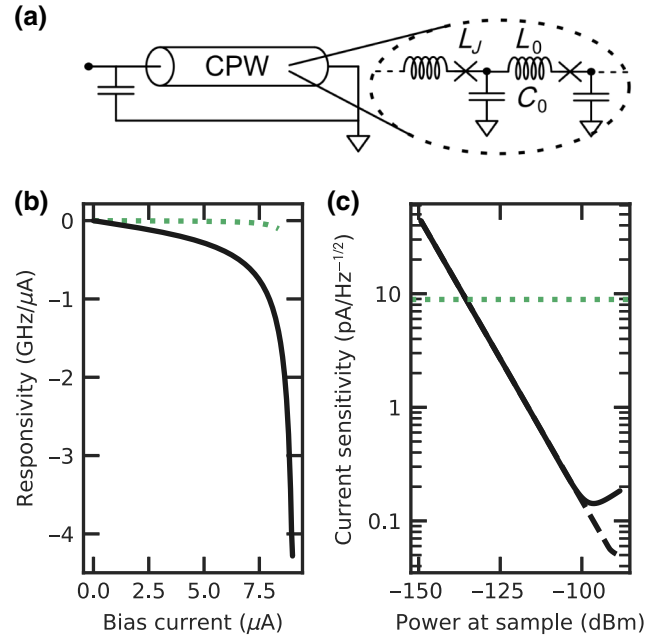 (a)
CPW
L_J
L_0
C_0
(b)
Responsivity (GHz/μA)
0
−1
−2
−3
−4
0.0
2.5
5.0
7.5
Bias current (μA)
(c)
Current sensitivity (pA/Hz^{-1/2})
10
1
0.1
−150
−125
−100
Power at sample (dBm)